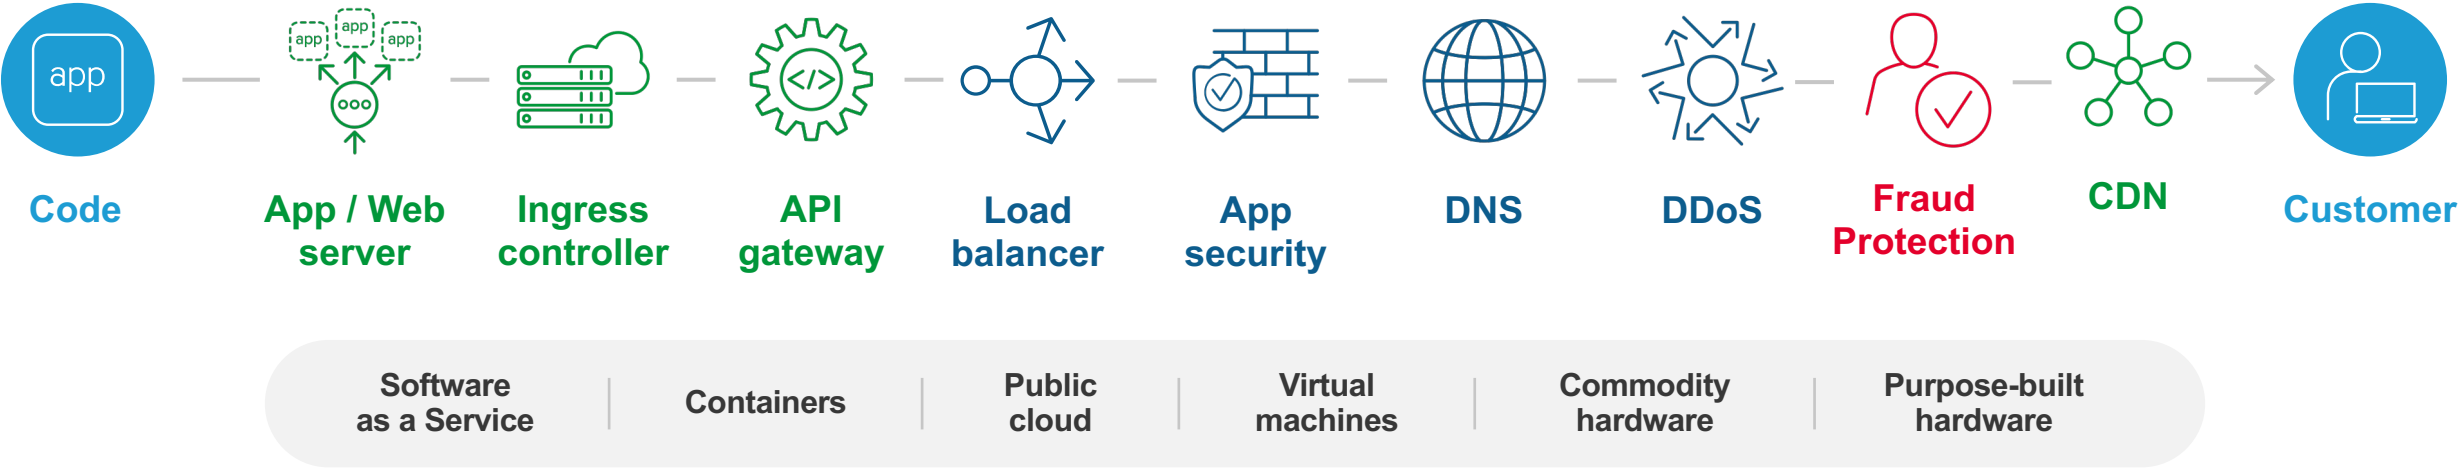 app
app
app
app
Code
App / Web
server
Ingress
controller
</>
API
gateway
Load
balancer
App
security
DNS
DDoS
Fraud
Protection
CDN
Customer
Software
as a Service
Containers
Public
cloud
Virtual
machines
Commodity
hardware
Purpose-built
hardware